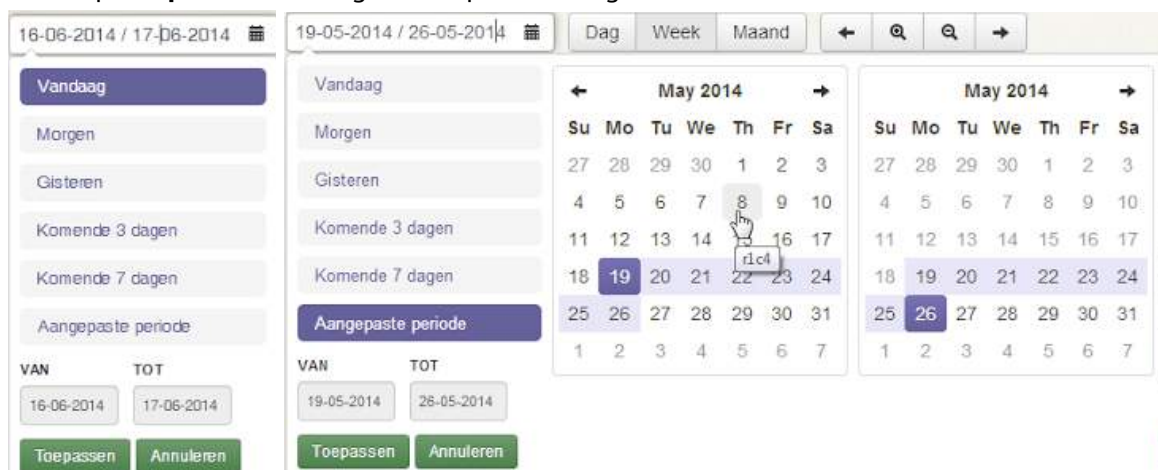 16-06-2014 / 17-06-2014
Vandaag
Morgen
Gisteren
Komende 3 dagen
Komende 7 dagen
Aangepaste periode
VAN TOT
16-06-2014 17-06-2014
Toepassen Annuleren
19-05-2014 / 26-05-2014 Dag Week Maand
Vandaag
Morgen
Gisteren
Komende 3 dagen
Komende 7 dagen
Aangepaste periode
VAN TOT
19-05-2014 26-05-2014
Toepassen Annuleren
May 2014
Su Mo Tu We Th Fr Sa
27 28 29 30 1 2 3
4 5 6 7 8 9 10
11 12 13 14 16 17
r1c4
18 19 20 21 22 23 24
25 26 27 28 29 30 31
1 2 3 4 5 6 7
May 2014
Su Mo Tu We Th Fr Sa
27 28 29 30 1 2 3
4 5 6 7 8 9 10
11 12 13 14 15 16 17
18 19 20 21 22 23 24
25 26 27 28 29 30 31
1 2 3 4 5 6 7